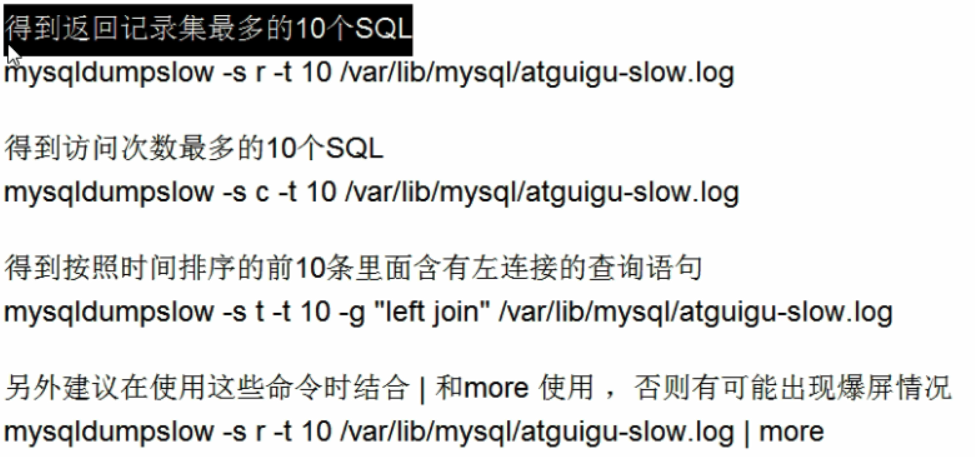 得到返回记录集最多的10个SQL
mysqldumpslow -s r -t 10 /var/lib/mysql/atguigu-slow.log
得到访问次数最多的10个SQL
mysqldumpslow -s c -t 10 /var/lib/mysql/atguigu-slow.log
得到按照时间排序的前10条里面含有左连接的查询语句
mysqldumpslow -s t -t 10 -g "left join" /var/lib/mysql/atguigu-slow.log
另外建议在使用这些命令时结合 | 和more 使用 ，否则有可能出现爆屏情况
mysqldumpslow -s r -t 10 /var/lib/mysql/atguigu-slow.log | more